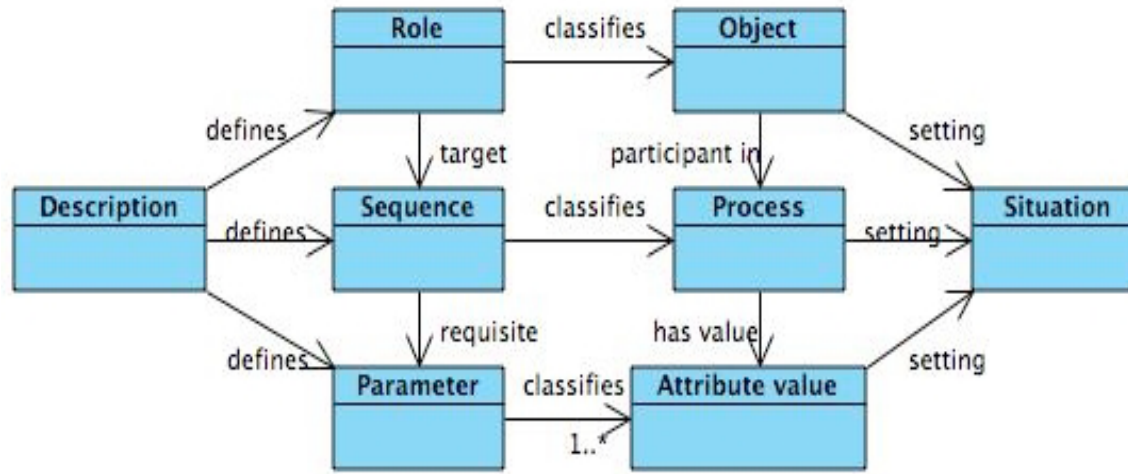 Role
classifies
Object
defines
target
participant in
setting
Description
defines
Sequence
classifies
Process
setting
Situation
defines
requisite
has value
setting
Parameter
classifies
1..*
Attribute value